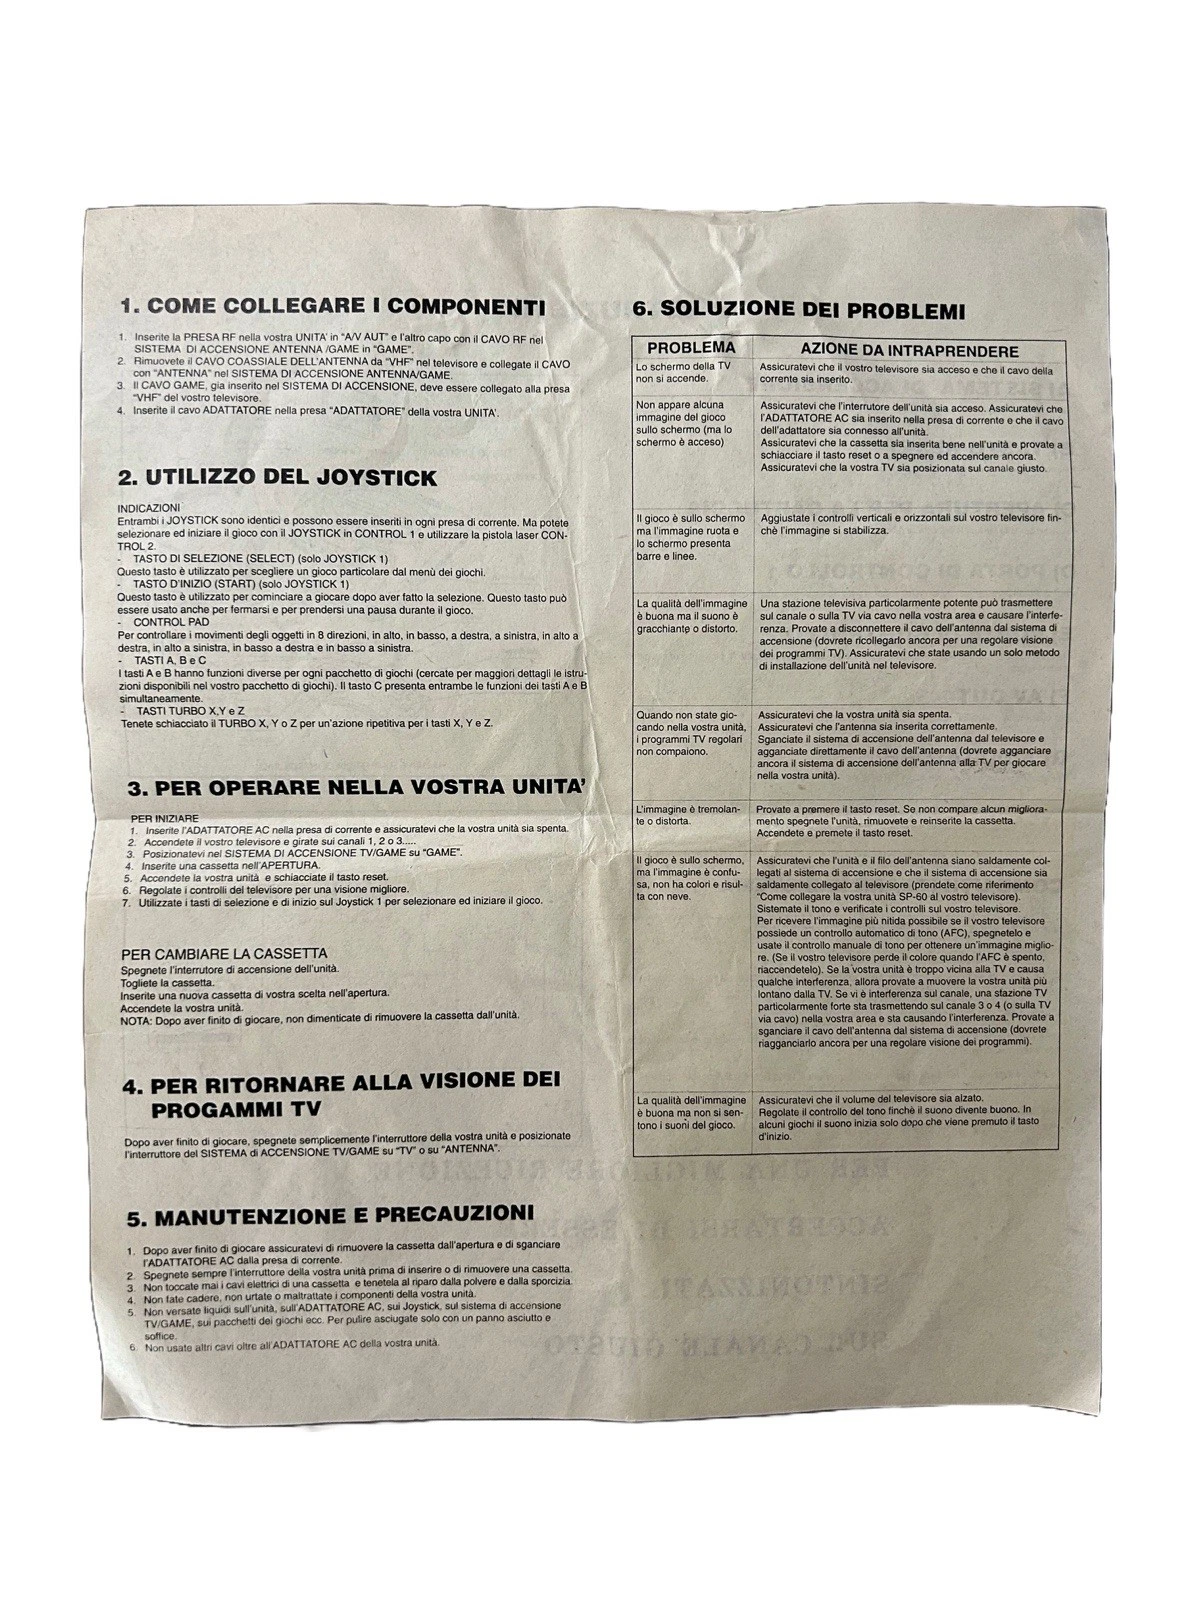 1. COME COLLEGARE I COMPONENTI
1. Inserite la PRESA RF nella vostra UNITA' in "A/V AUT" e l'altro capo con il CAVO RF nel
SISTEMA DI ACCENSIONE ANTENNA /GAME in "GAME".
2. Rimuovete il CAVO COASSIALE DELL'ANTENNA da "VHF" nel televisore e collegate il CAVO
con "ANTENNA" nel SISTEMA DI ACCENSIONE ANTENNA/GAME.
3. Il CAVO GAME, gia inserito nel SISTEMA DI ACCENSIONE, deve essere collegato alla presa
"VHF" del vostro televisore.
4. Inserite il cavo ADATTATORE nella presa "ADATTATORE" della vostra UNITA'.
2. UTILIZZO DEL JOYSTICK
INDICAZIONI
Entrambi i JOYSTICK sono identici e possono essere inseriti in ogni presa di corrente. Ma potete
selezionare ed iniziare il gioco con il JOYSTICK in CONTROL 1 e utilizzare la pistola laser CON-
TROL 2.
- TASTO DI SELEZIONE (SELECT) (solo JOYSTICK 1)
Questo tasto è utilizzato per scegliere un gioco particolare dal menù dei giochi.
- TASTO D'INIZIO (START) (solo JOYSTICK 1)
Questo tasto è utilizzato per cominciare a giocare dopo aver fatto la selezione. Questo tasto può
essere usato anche per fermarsi e per prendersi una pausa durante il gioco.
- CONTROL PAD
Per controllare i movimenti degli oggetti in 8 direzioni, in alto, in basso, a destra, a sinistra, in alto a
destra, in alto a sinistra, in basso a destra e in basso a sinistra.
- TASTI A, B e C
I tasti A e B hanno funzioni diverse per ogni pacchetto di giochi (cercate per maggiori dettagli le istru-
zioni disponibili nel vostro pacchetto di giochi). Il tasto C presenta entrambe le funzioni dei tasti A e B
simultaneamente.
- TASTI TURBO X,Y e Z
Tenete schiacciato il TURBO X, Y o Z per un'azione ripetitiva per i tasti X, Y e Z.
3. PER OPERARE NELLA VOSTRA UNITA'
PER INIZIARE
1. Inserite l'ADATTATORE AC nella presa di corrente e assicuratevi che la vostra unità sia spenta.
2. Accendete il vostro televisore e girate sui canali 1, 2 o 3.....
3. Posizionatevi nel SISTEMA DI ACCENSIONE TV/GAME su "GAME".
4. Inserite una cassetta nell'APERTURA.
5. Accendete la vostra unità e schiacciate il tasto reset.
6. Regolate i controlli del televisore per una visione migliore.
7. Utilizzate i tasti di selezione e di inizio sul Joystick 1 per selezionare ed iniziare il gioco.
PER CAMBIARE LA CASSETTA
Spegnete l'interrutore di accensione dell'unità.
Togliete la cassetta.
Inserite una nuova cassetta di vostra scelta nell'apertura.
Accendete la vostra unità.
NOTA: Dopo aver finito di giocare, non dimenticate di rimuovere la cassetta dall'unità.
4. PER RITORNARE ALLA VISIONE DEI
PROGAMMI TV
Dopo aver finito di giocare, spegnete semplicemente l'interruttore della vostra unità e posizionate
l'interruttore del SISTEMA di ACCENSIONE TV/GAME su "TV" o su "ANTENNA".
5. MANUTENZIONE E PRECAUZIONI
1. Dopo aver finito di giocare assicuratevi di rimuovere la cassetta dall'apertura e di sganciare
l'ADATTATORE AC dalla presa di corrente.
2. Spegnete sempre l'interruttore della vostra unità prima di inserire o di rimuovere una cassetta.
3. Non toccate mai i cavi elettrici di una cassetta e tenetela al riparo dalla polvere e dalla sporcizia.
4. Non fate cadere, non urtate o maltrattate i componenti della vostra unità.
5. Non versate liquidi sull'unità, sull'ADATTATORE AC, sui Joystick, sul sistema di accensione
TV/GAME, sui pacchetti dei giochi ecc. Per pulire asciugate solo con un panno asciutto e
soffice.
6. Non usate altri cavi oltre all'ADATTATORE AC della vostra unità.
6. SOLUZIONE DEI PROBLEMI
PROBLEMA
AZIONE DA INTRAPRENDERE
Lo schermo della TV
non si accende.
Assicuratevi che il vostro televisore sia acceso e che il cavo della
corrente sia inserito.
Non appare alcuna
immagine del gioco
sullo schermo (ma lo
schermo è acceso)
Assicuratevi che l'interrutore dell'unità sia acceso. Assicuratevi che
l'ADATTATORE AC sia inserito nella presa di corrente e che il cavo
dell'adattatore sia connesso all'unità.
Assicuratevi che la cassetta sia inserita bene nell'unità e provate a
schiacciare il tasto reset o a spegnere ed accendere ancora.
Assicuratevi che la vostra TV sia posizionata sul canale giusto.
Il gioco è sullo schermo
ma l'immagine ruota e
lo schermo presenta
barre e linee.
Aggiustate i controlli verticali e orizzontali sul vostro televisore fin-
chè l'immagine si stabilizza.
La qualità dell'immagine
è buona ma il suono è
gracchiante o distorto.
Una stazione televisiva particolarmente potente può trasmettere
sul canale o sulla TV via cavo nella vostra area e causare l'interfe-
renza. Provate a disconnettere il cavo dell'antenna dal sistema di
accensione (dovrete ricollegarlo ancora per una regolare visione
dei programmi TV). Assicuratevi che state usando un solo metodo
di installazione dell'unità nel televisore.
Quando non state gio-
cando nella vostra unità,
i programmi TV regolari
non compaiono.
Assicuratevi che la vostra unità sia spenta.
Assicuratevi che l'antenna sia inserita correttamente.
Sganciate il sistema di accensione dell'antenna dal televisore e
agganciate direttamente il cavo dell'antenna (dovrete agganciare
ancora il sistema di accensione dell'antenna alla TV per giocare
nella vostra unità).
L'immagine è tremolan-
te o distorta.
Provate a premere il tasto reset. Se non compare alcun migliora-
mento spegnete l'unità, rimuovete e reinserite la cassetta.
Accendete e premete il tasto reset.
Il gioco è sullo schermo,
ma l'immagine è confu-
sa, non ha colori e risul-
ta con neve.
Assicuratevi che l'unità e il filo dell'antenna siano saldamente col-
legati al sistema di accensione e che il sistema di accensione sia
saldamente collegato al televisore (prendete come riferimento
"Come collegare la vostra unità SP-60 al vostro televisore).
Sistemate il tono e verificate i controlli sul vostro televisore.
Per ricevere l'immagine più nitida possibile se il vostro televisore
possiede un controllo automatico di tono (AFC), spegnetelo e
usate il controllo manuale di tono per ottenere un'immagine miglio-
re. (Se il vostro televisore perde il colore quando l'AFC è spento,
riaccendetelo). Se la vostra unità è troppo vicina alla TV e causa
qualche interferenza, allora provate a muovere la vostra unità più
lontano dalla TV. Se vi è interferenza sul canale, una stazione TV
particolarmente forte sta trasmettendo sul canale 3 o 4 (o sulla TV
via cavo) nella vostra area e sta causando l'interferenza. Provate a
sganciare il cavo dell'antenna dal sistema di accensione (dovrete
riagganciarlo ancora per una regolare visione dei programmi).
La qualità dell'immagine
è buona ma non si sen-
tono i suoni del gioco.
Assicuratevi che il volume del televisore sia alzato.
Regolate il controllo del tono finchè il suono divente buono. In
alcuni giochi il suono inizia solo dopo che viene premuto il tasto
d'inizio.